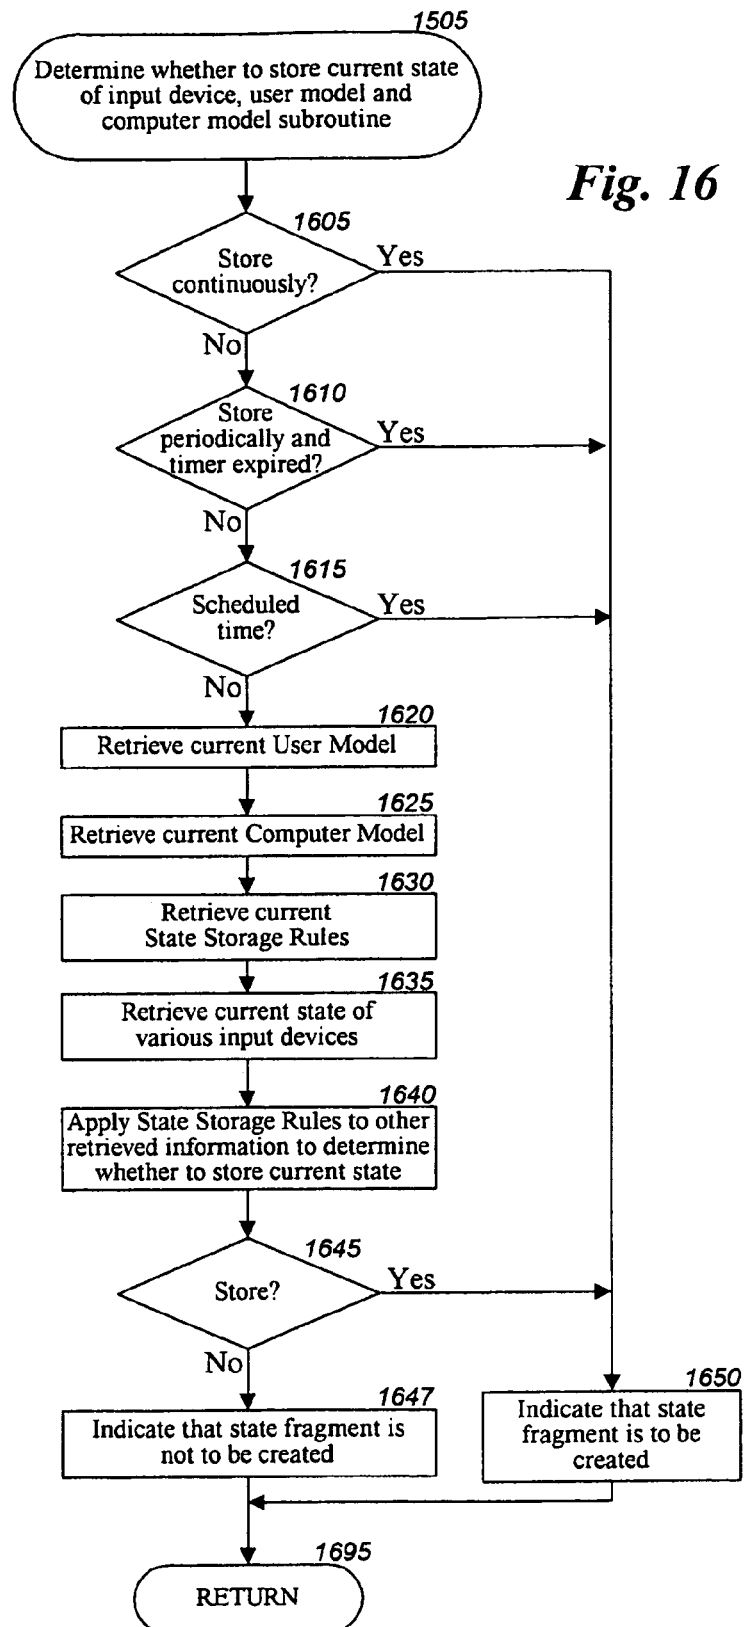 1505
Determine whether to store current state
of input device, user model and
computer model subroutine
Fig. 16
1605
Store
continuously?
Yes
No
1610
Store
periodically and
timer expired?
Yes
No
1615
Scheduled
time?
Yes
No
1620
Retrieve current User Model
1625
Retrieve current Computer Model
1630
Retrieve current
State Storage Rules
1635
Retrieve current state of
various input devices
1640
Apply State Storage Rules to other
retrieved information to determine
whether to store current state
1645
Store?
Yes
No
1647
Indicate that state fragment is
not to be created
1650
Indicate that state
fragment is to be
created
1695
RETURN